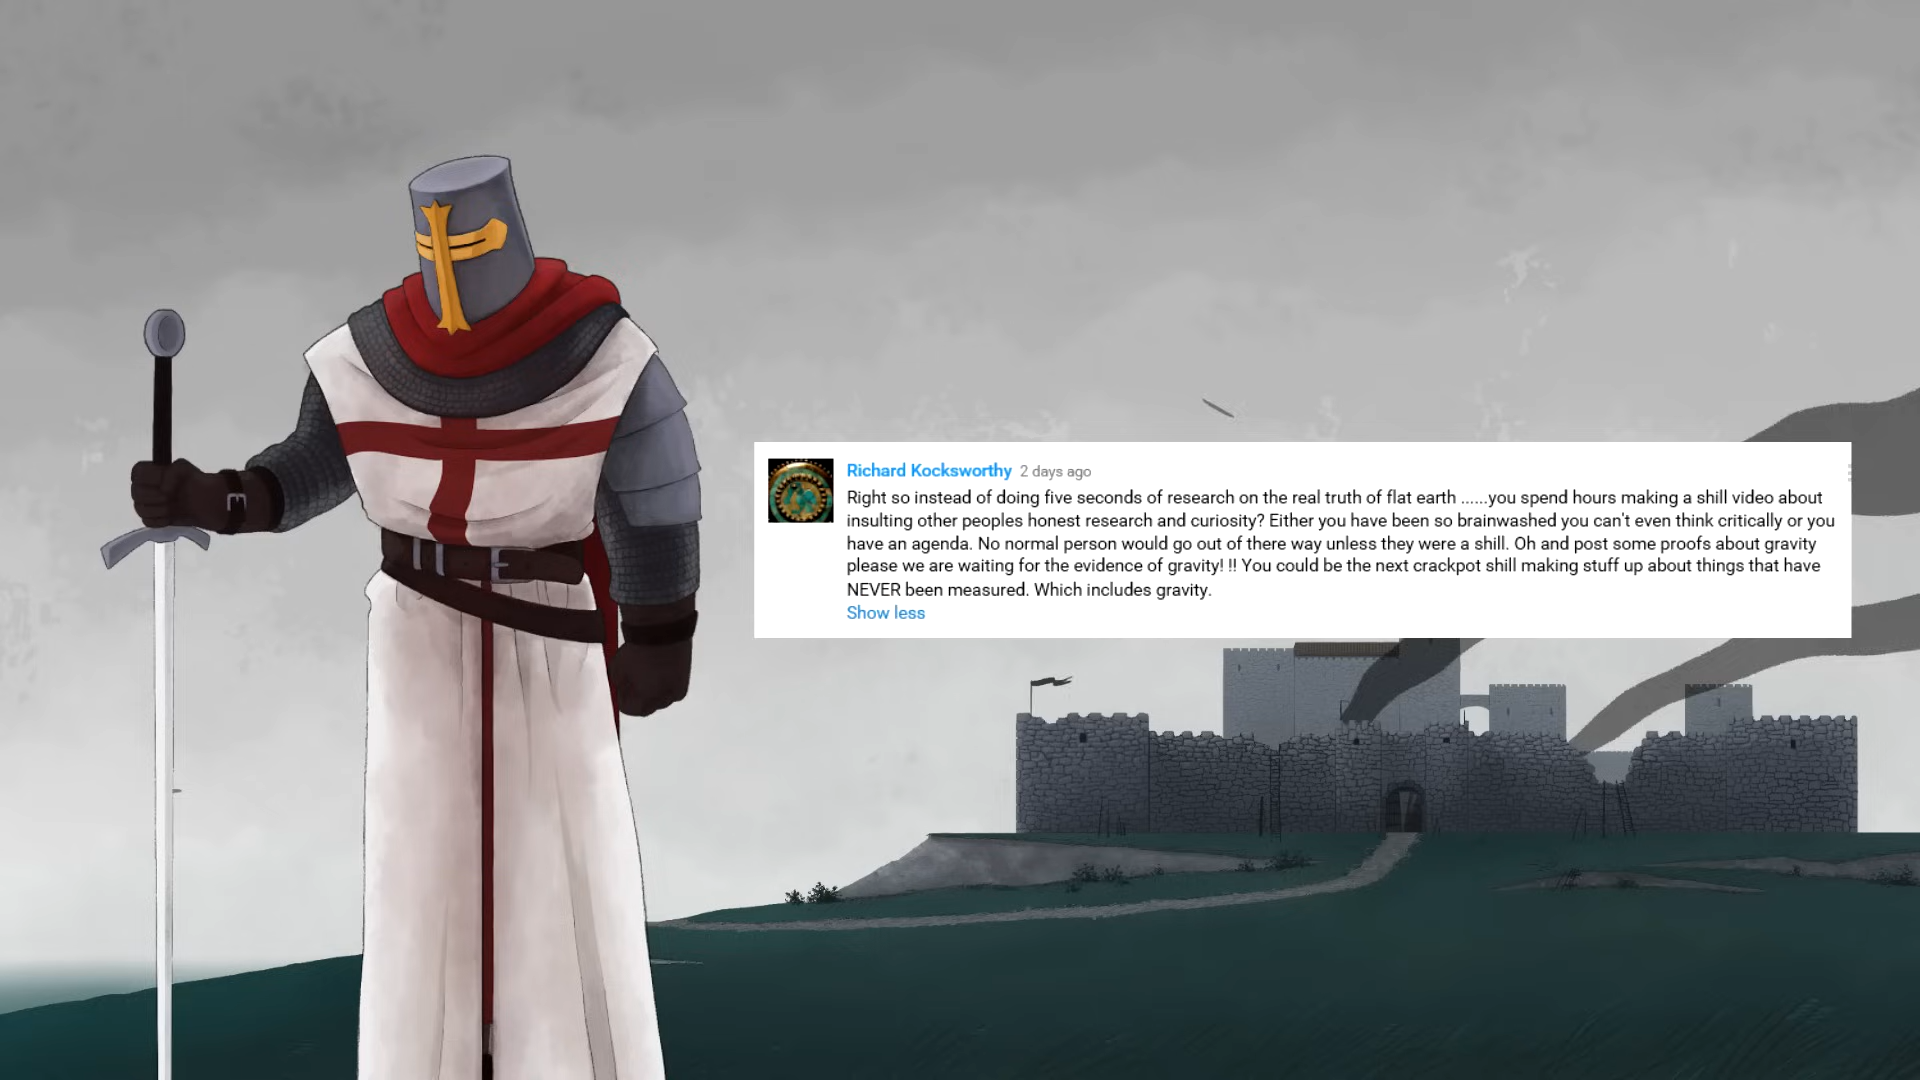 Richard Kocksworthy 2 days ago
Right so instead of doing five seconds of research on the real truth of flat earth ......you spend hours making a shill video about
insulting other peoples honest research and curiosity? Either you have been so brainwashed you can't even think critically or you
have an agenda. No normal person would go out of there way unless they were a shill. Oh and post some proofs about gravity
please we are waiting for the evidence of gravity! !! You could be the next crackpot shill making stuff up about things that have
NEVER been measured. Which includes gravity.
Show less